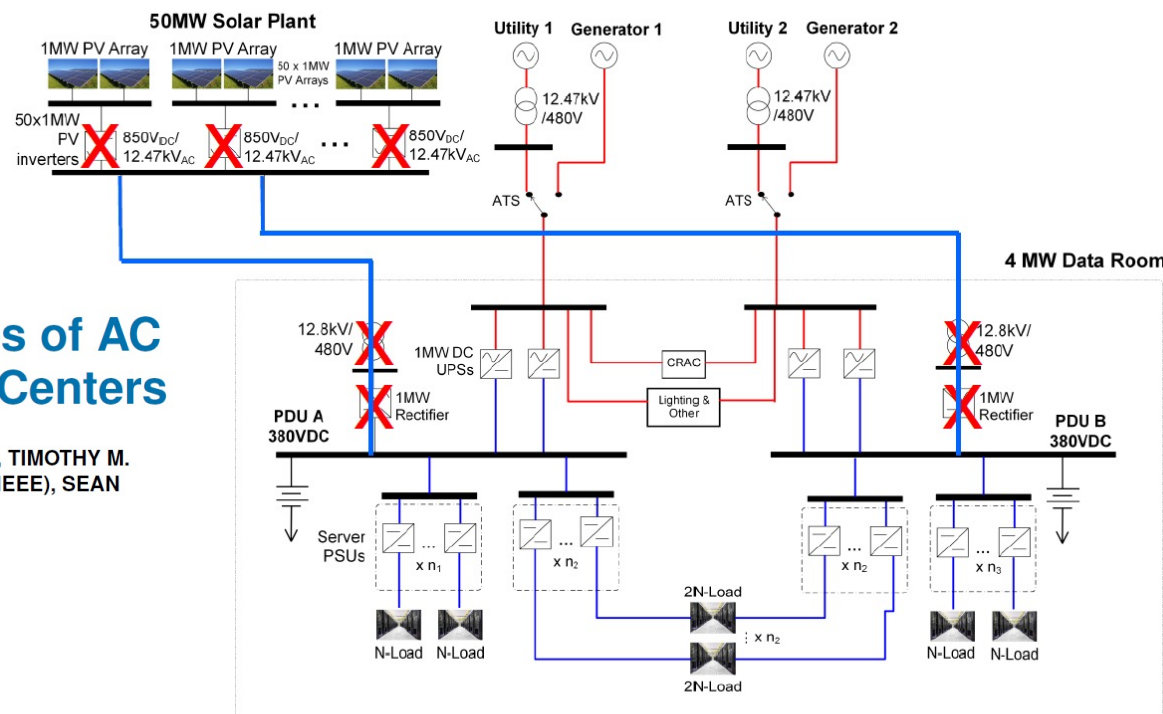 50MW Solar Plant
1MW PV Array
1MW PV Array
1MW PV Array
50 x 1MW
PV Arrays
...
50x1MW
PV
inverters
850VDC/
12.47kVAC
850VDC/
12.47kVAC
...
850VDC/
12.47kVAC
Utility 1
Generator 1
Utility 2
Generator 2
12.47kV
/480V
12.47kV
/480V
ATS
ATS
4 MW Data Room
s of AC
Centers
, TIMOTHY M.
IEEE), SEAN
12.8kV/
480V
1MW
Rectifier
1MW DC
UPSs
CRAC
Lighting &
Other
12.8kV/
480V
1MW
Rectifier
PDU A
380VDC
PDU B
380VDC
Server
PSUs
...
x n1
...
x n2
...
x n2
...
x n3
N-Load
N-Load
2N-Load
⋮ x n2
2N-Load
N-Load
N-Load